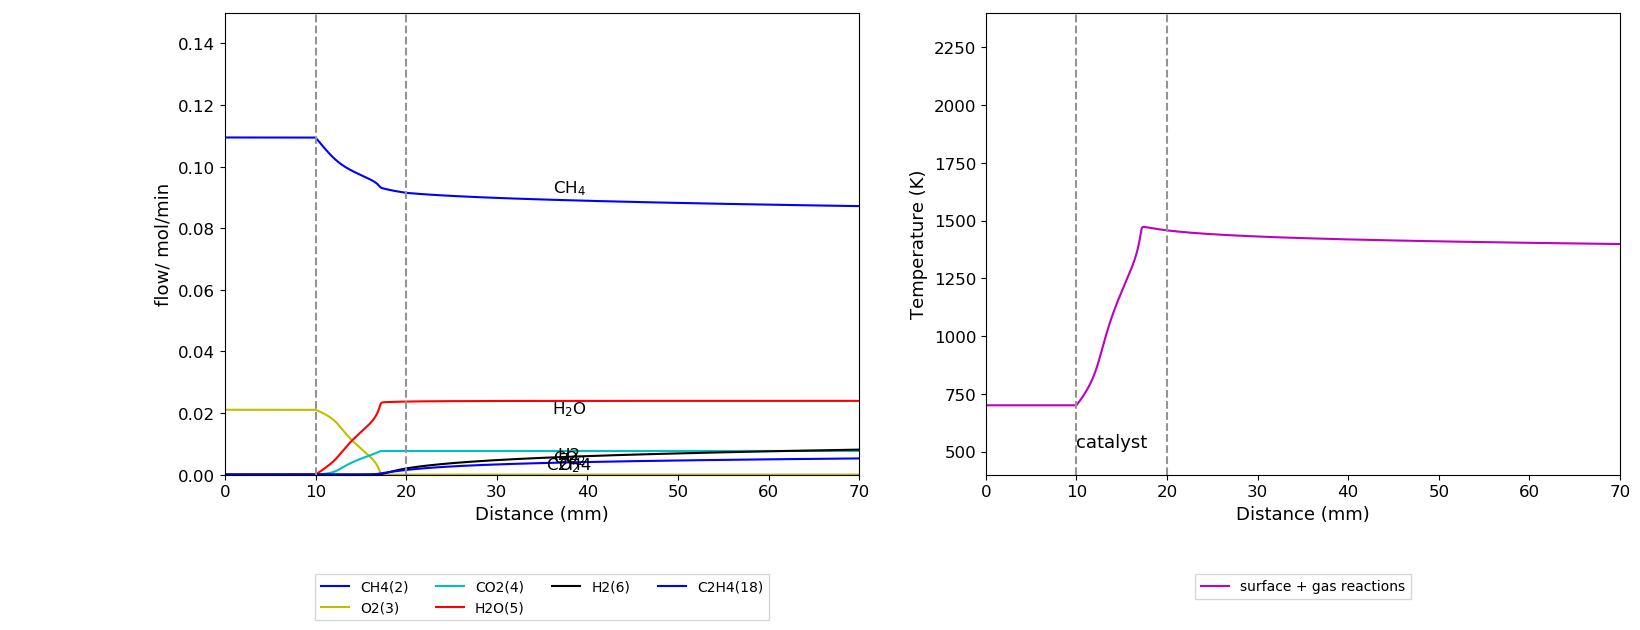 0.14
0.12
0.10
0.08
0.06
0.04
0.02
0.00
flow/ mol/min
CH₄
H₂O
H2
C2H4
0 10 20 30 40 50 60 70
Distance (mm)
CH4(2) CO2(4) H2(6) C2H4(18)
O2(3) H2O(5)
2250
2000
1750
1500
1250
1000
750
500
Temperature (K)
catalyst
0 10 20 30 40 50 60 70
Distance (mm)
surface + gas reactions